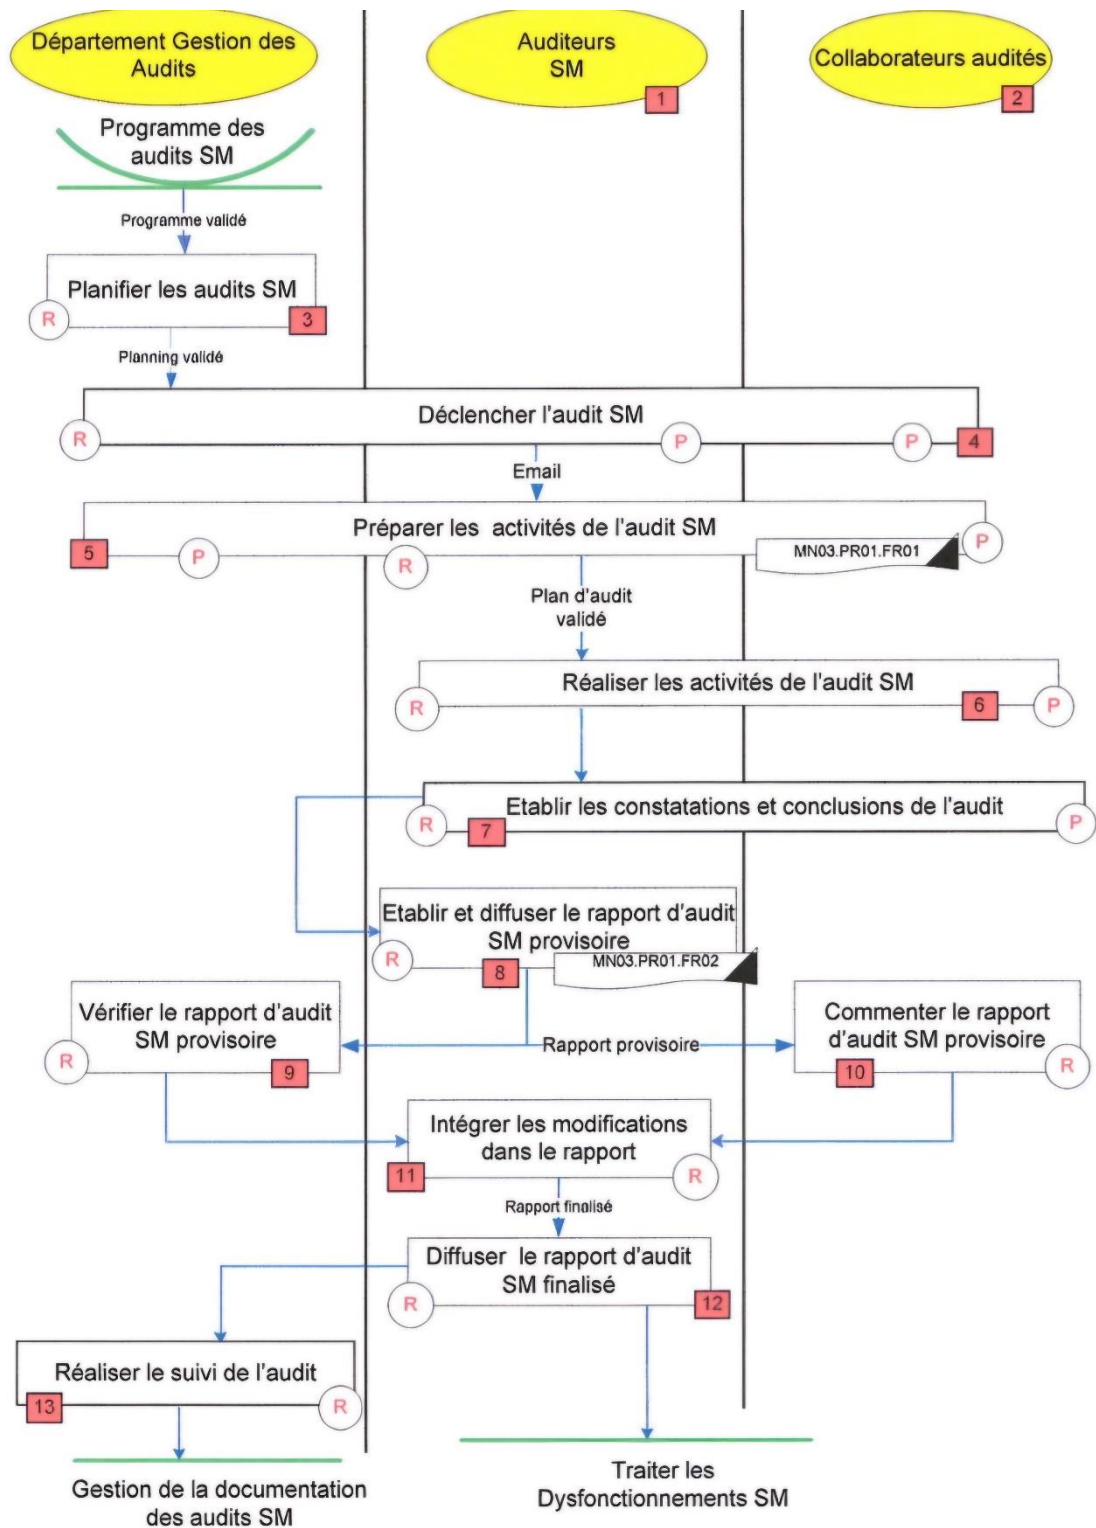 Département Gestion des
Audits
Auditeurs
SM
1
Collaborateurs audités
2
Programme des
audits SM
Programme validé
Planifier les audits SM
R
3
Planning validé
Déclencher l'audit SM
R
P
P
4
Email
Préparer les activités de l'audit SM
5
P
R
MN03.PR01.FR01
P
Plan d'audit
validé
Réaliser les activités de l'audit SM
R
6
P
Etablir les constatations et conclusions de l'audit
R
7
P
Etablir et diffuser le rapport d'audit
SM provisoire
R
8
MN03.PR01.FR02
Vérifier le rapport d'audit
SM provisoire
R
9
Rapport provisoire
Commenter le rapport
d'audit SM provisoire
10
R
Intégrer les modifications
dans le rapport
11
R
Rapport finalisé
Diffuser le rapport d'audit
SM finalisé
R
12
Réaliser le suivi de l'audit
13
R
Gestion de la documentation
des audits SM
Traiter les
Dysfonctionnements SM